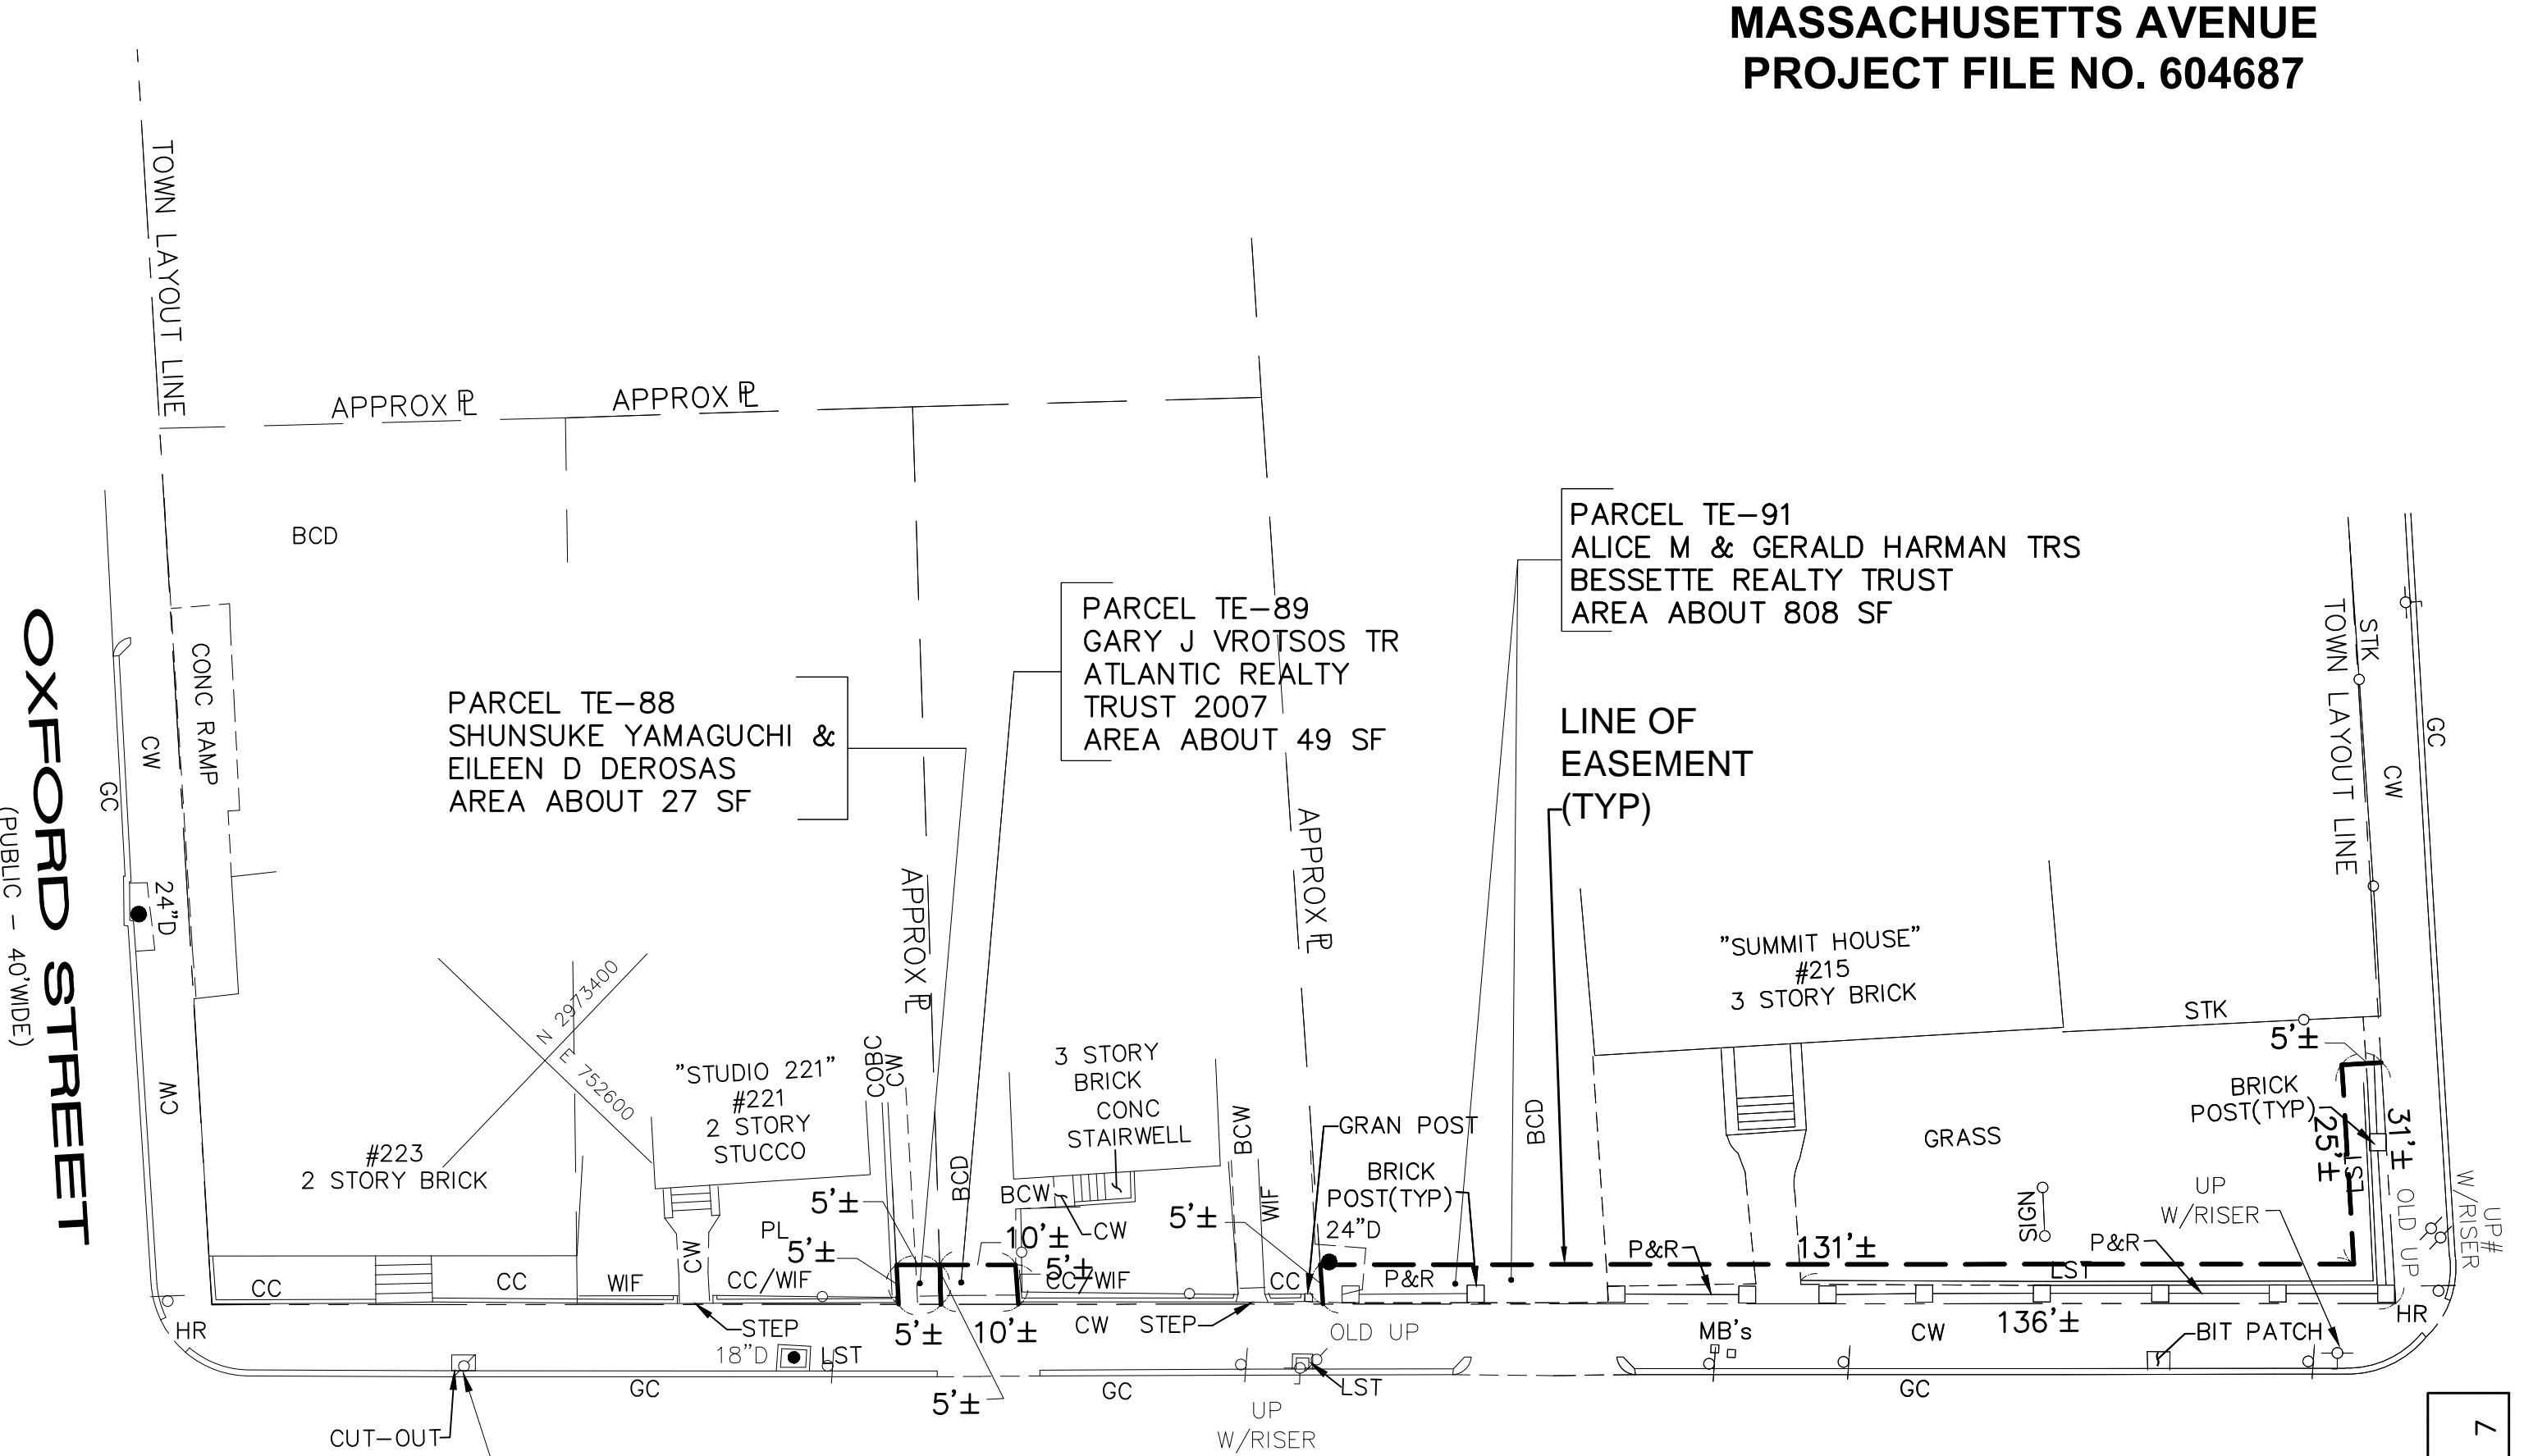 MASSACHUSETTS AVENUE
PROJECT FILE NO. 604687
TOWN LAYOUT LINE
APPROX ℄
APPROX ℄
BCD
PARCEL TE-91
ALICE M & GERALD HARMAN TRS
BESSETTE REALTY TRUST
AREA ABOUT 808 SF
PARCEL TE-89
GARY J VROTSOS TR
ATLANTIC REALTY
TRUST 2007
AREA ABOUT 49 SF
PARCEL TE-88
SHUNSUKE YAMAGUCHI &
EILEEN D DEROSAS
AREA ABOUT 27 SF
LINE OF
EASEMENT
(TYP)
OXFORD STREET
(PUBLIC - 40'WIDE)
CONC RAMP
CW
GC
24"D
CW
APPROX ℄
APPROX ℄
STK
TOWN LAYOUT LINE
GC
CW
"SUMMIT HOUSE"
#215
3 STORY BRICK
STK
5'±
N 2973400
E 752600
#223
2 STORY BRICK
"STUDIO 221"
#221
2 STORY
STUCCO
COBC
CW
3 STORY
BRICK
CONC
STAIRWELL
BCW
CW
BCD
BCW
WIF
GRAN POST
BRICK
POST(TYP)
24"D
BCD
GRASS
BRICK
POST(TYP)
25'±
31'±
LST
SIGN
UP
W/RISER
OLD UP
UP#
W/RISER
5'±
PL
5'±
10'±
5'±
5'±
CC
CC
WIF
CW
CC/WIF
CC/WIF
CC
P&R
P&R
131'±
P&R
LST
HR
STEP
18"D
LST
5'±
10'±
CW
STEP
OLD UP
MB's
CW
136'±
BIT PATCH
HR
GC
5'±
GC
LST
GC
UP
W/RISER
CUT-OUT
7